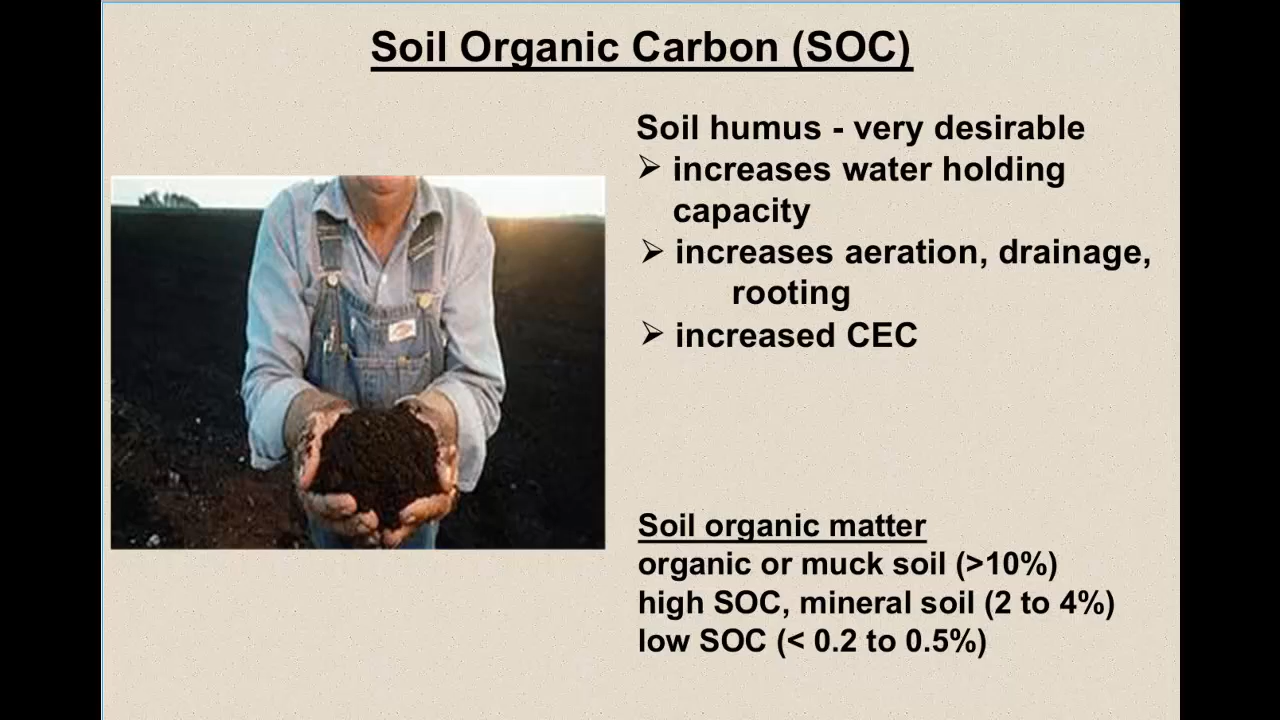 Soil Organic Carbon (SOC)
Soil humus - very desirable
➢ increases water holding
capacity
➢ increases aeration, drainage,
rooting
➢ increased CEC
Soil organic matter
organic or muck soil (>10%)
high SOC, mineral soil (2 to 4%)
low SOC (< 0.2 to 0.5%)